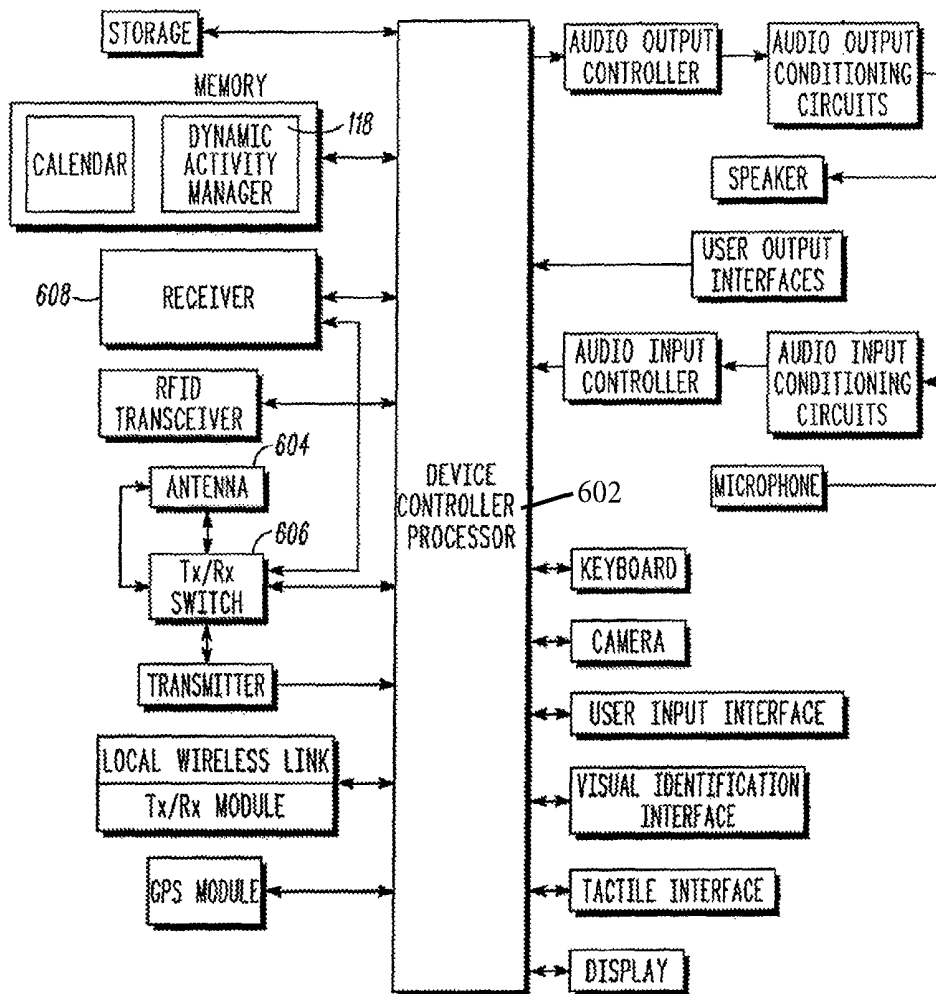 STORAGE
MEMORY
118
CALENDAR
DYNAMIC
ACTIVITY
MANAGER
608
RECEIVER
RFID
TRANSCEIVER
604
ANTENNA
606
Tx/Rx
SWITCH
TRANSMITTER
LOCAL WIRELESS LINK
Tx/Rx MODULE
GPS MODULE
DEVICE
CONTROLLER
PROCESSOR
602
AUDIO OUTPUT
CONTROLLER
AUDIO OUTPUT
CONDITIONING
CIRCUITS
SPEAKER
USER OUTPUT
INTERFACES
AUDIO INPUT
CONTROLLER
AUDIO INPUT
CONDITIONING
CIRCUITS
MICROPHONE
KEYBOARD
CAMERA
USER INPUT INTERFACE
VISUAL IDENTIFICATION
INTERFACE
TACTILE INTERFACE
DISPLAY